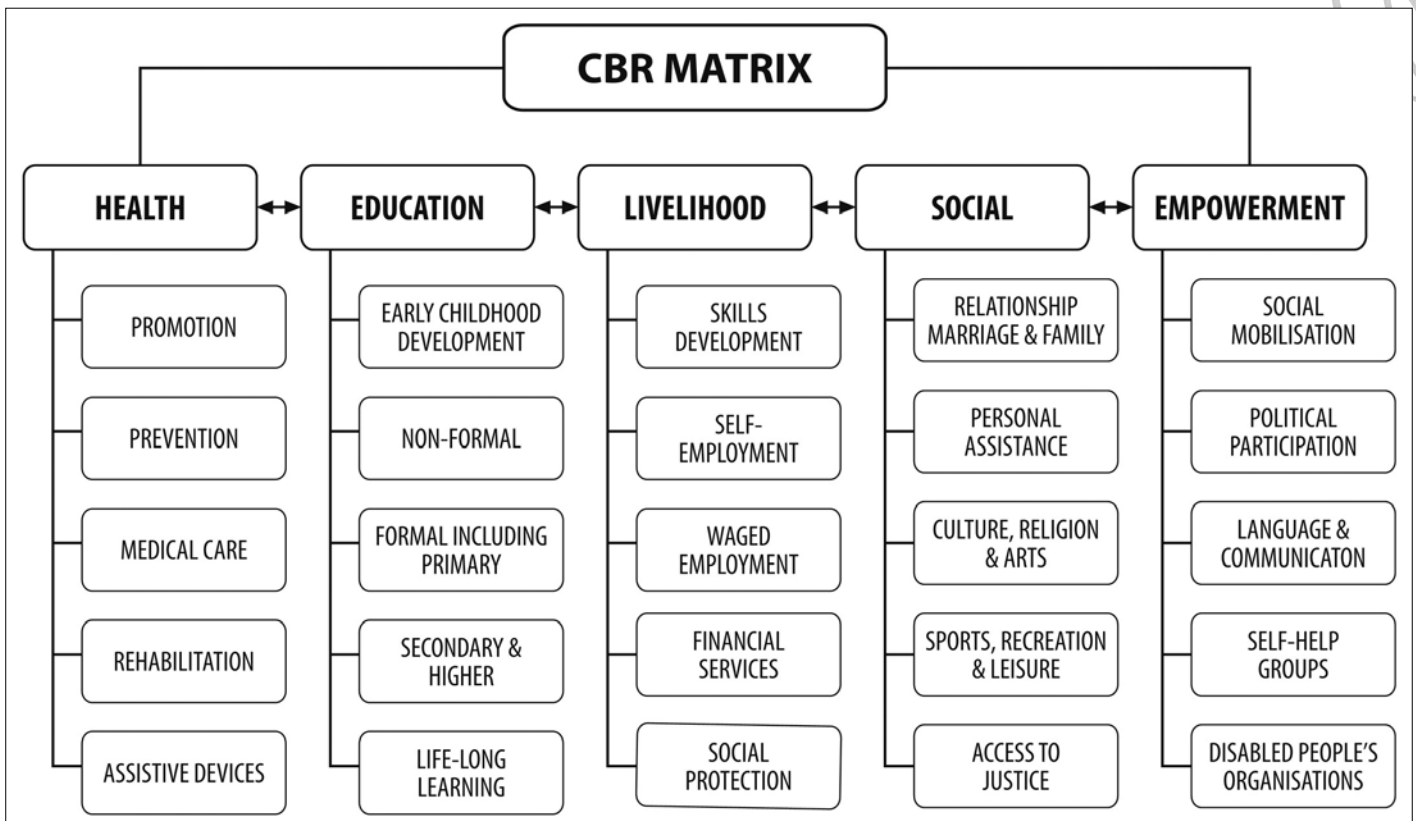 CBR MATRIX
HEALTH
PROMOTION
PREVENTION
MEDICAL CARE
REHABILITATION
ASSISTIVE DEVICES
EDUCATION
EARLY CHILDHOOD
DEVELOPMENT
NON-FORMAL
FORMAL INCLUDING
PRIMARY
SECONDARY &
HIGHER
LIFE-LONG
LEARNING
LIVELIHOOD
SKILLS
DEVELOPMENT
SELF-
EMPLOYMENT
WAGED
EMPLOYMENT
FINANCIAL
SERVICES
SOCIAL
PROTECTION
SOCIAL
RELATIONSHIP
MARRIAGE & FAMILY
PERSONAL
ASSISTANCE
CULTURE, RELIGION
& ARTS
SPORTS, RECREATION
& LEISURE
ACCESS TO
JUSTICE
EMPOWERMENT
SOCIAL
MOBILISATION
POLITICAL
PARTICIPATION
LANGUAGE &
COMMUNICATON
SELF-HELP
GROUPS
DISABLED PEOPLE'S
ORGANISATIONS